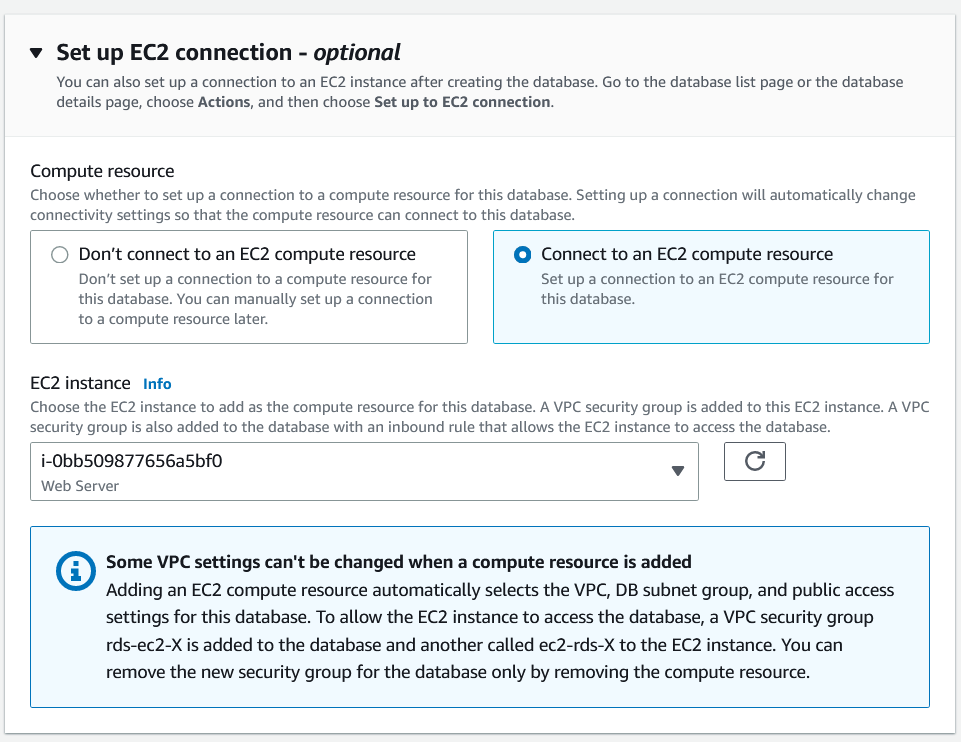 Set up EC2 connection - optional
You can also set up a connection to an EC2 instance after creating the database. Go to the database list page or the database
details page, choose Actions, and then choose Set up to EC2 connection.
Compute resource
Choose whether to set up a connection to a compute resource for this database. Setting up a connection will automatically change
connectivity settings so that the compute resource can connect to this database.
Don’t connect to an EC2 compute resource
Don’t set up a connection to a compute resource for
this database. You can manually set up a connection
to a compute resource later.
Connect to an EC2 compute resource
Set up a connection to an EC2 compute resource for
this database.
EC2 instance Info
Choose the EC2 instance to add as the compute resource for this database. A VPC security group is added to this EC2 instance. A VPC
security group is also added to the database with an inbound rule that allows the EC2 instance to access the database.
i-0bb509877656a5bf0
Web Server
Some VPC settings can't be changed when a compute resource is added
Adding an EC2 compute resource automatically selects the VPC, DB subnet group, and public access
settings for this database. To allow the EC2 instance to access the database, a VPC security group
rds-ec2-X is added to the database and another called ec2-rds-X to the EC2 instance. You can
remove the new security group for the database only by removing the compute resource.